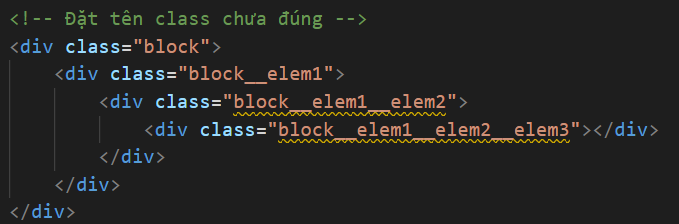 <!-- Đặt tên class chưa đúng -->
<div class="block">
<div class="block__elem1">
<div class="block__elem1__elem2">
<div class="block__elem1__elem2__elem3"></div>
</div>
</div>
</div>